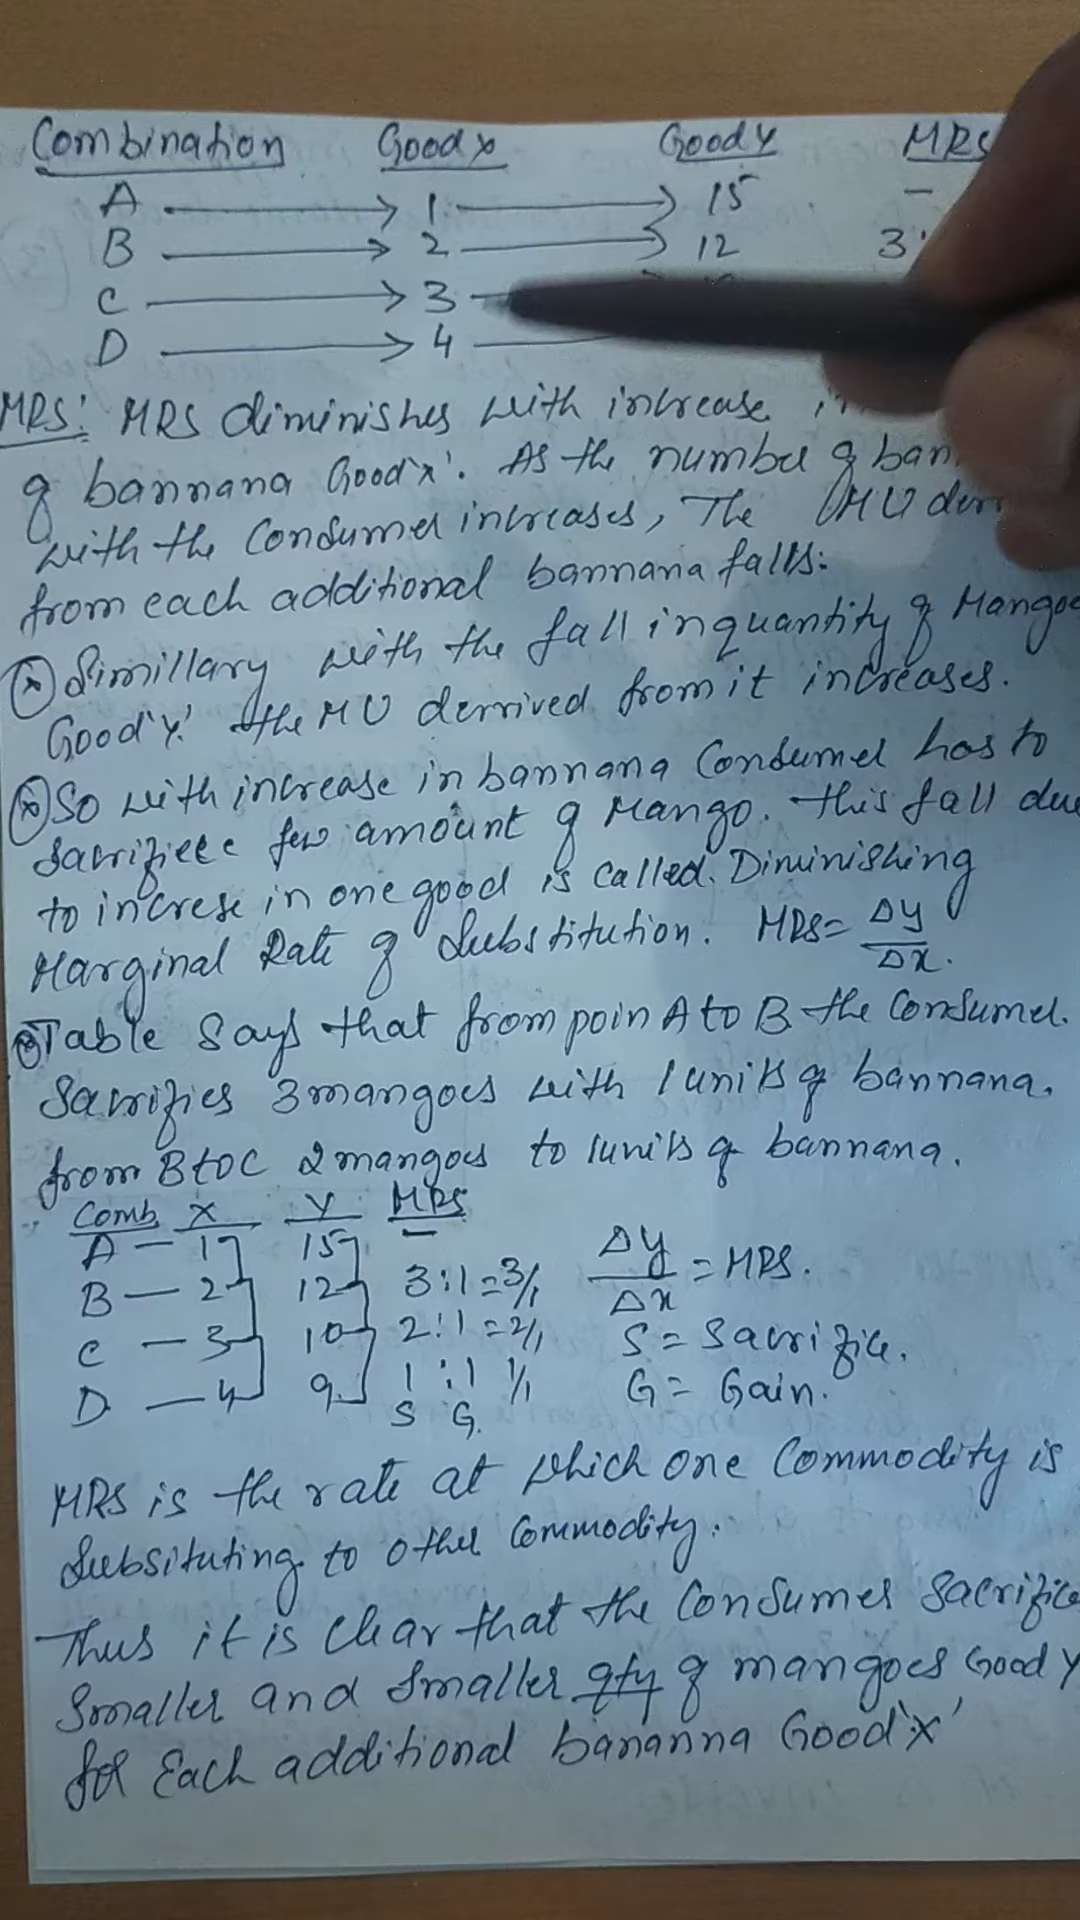 Combination Good x Good Y MRS
A → 1 → 15 -
B → 2 → 12 3:
C → 3
D → 4
MRS: MRS diminishes with increase
of bannana Good 'x'. As the number of ban
with the Consumer increases, The MU derr
from each additional bannana falls:
Simillary with the fall in quantity of Mangoe
Good 'Y' the MU derrived from it increases.
So with increase in bannana Consumer has to
few amount of Mango. this fall due
to increse in one good is called. Diminishing
Marginal Rate of Substitution. MRS = Δy/Δx.
Table Says that from poin A to B the Consumer.
Sacrifies 3 mangoes with 1 units of bannana.
from B to C 2 mangoes to 1 units of bannana.
Comb X Y MRS
A — 1 15 —
B — 2 12 3:1 = 3/1 Δy/Δx = MRS.
C — 3 10 2:1 = 2/1 S = Sacrifice.
D — 4 9 1:1 1/1 G = Gain.
S G.
MRS is the rate at which one Commodity is
Subsituting to other Commodity.
Thus it is Clear that the Consumer Sacrifice
Smaller and Smaller qty of mangoes Good Y
for Each additional bananna Good 'x'